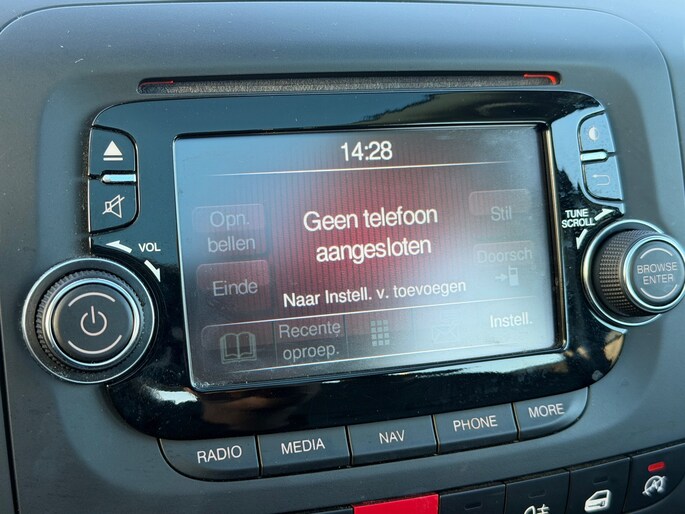 14:28
Opn.
bellen
Geen telefoon
aangesloten
Stil
Doorsch
Einde
Naar Instell. v. toevoegen
Recente
oproep.
Instell.
VOL
TUNE
SCROLL
BROWSE
ENTER
RADIO
MEDIA
NAV
PHONE
MORE